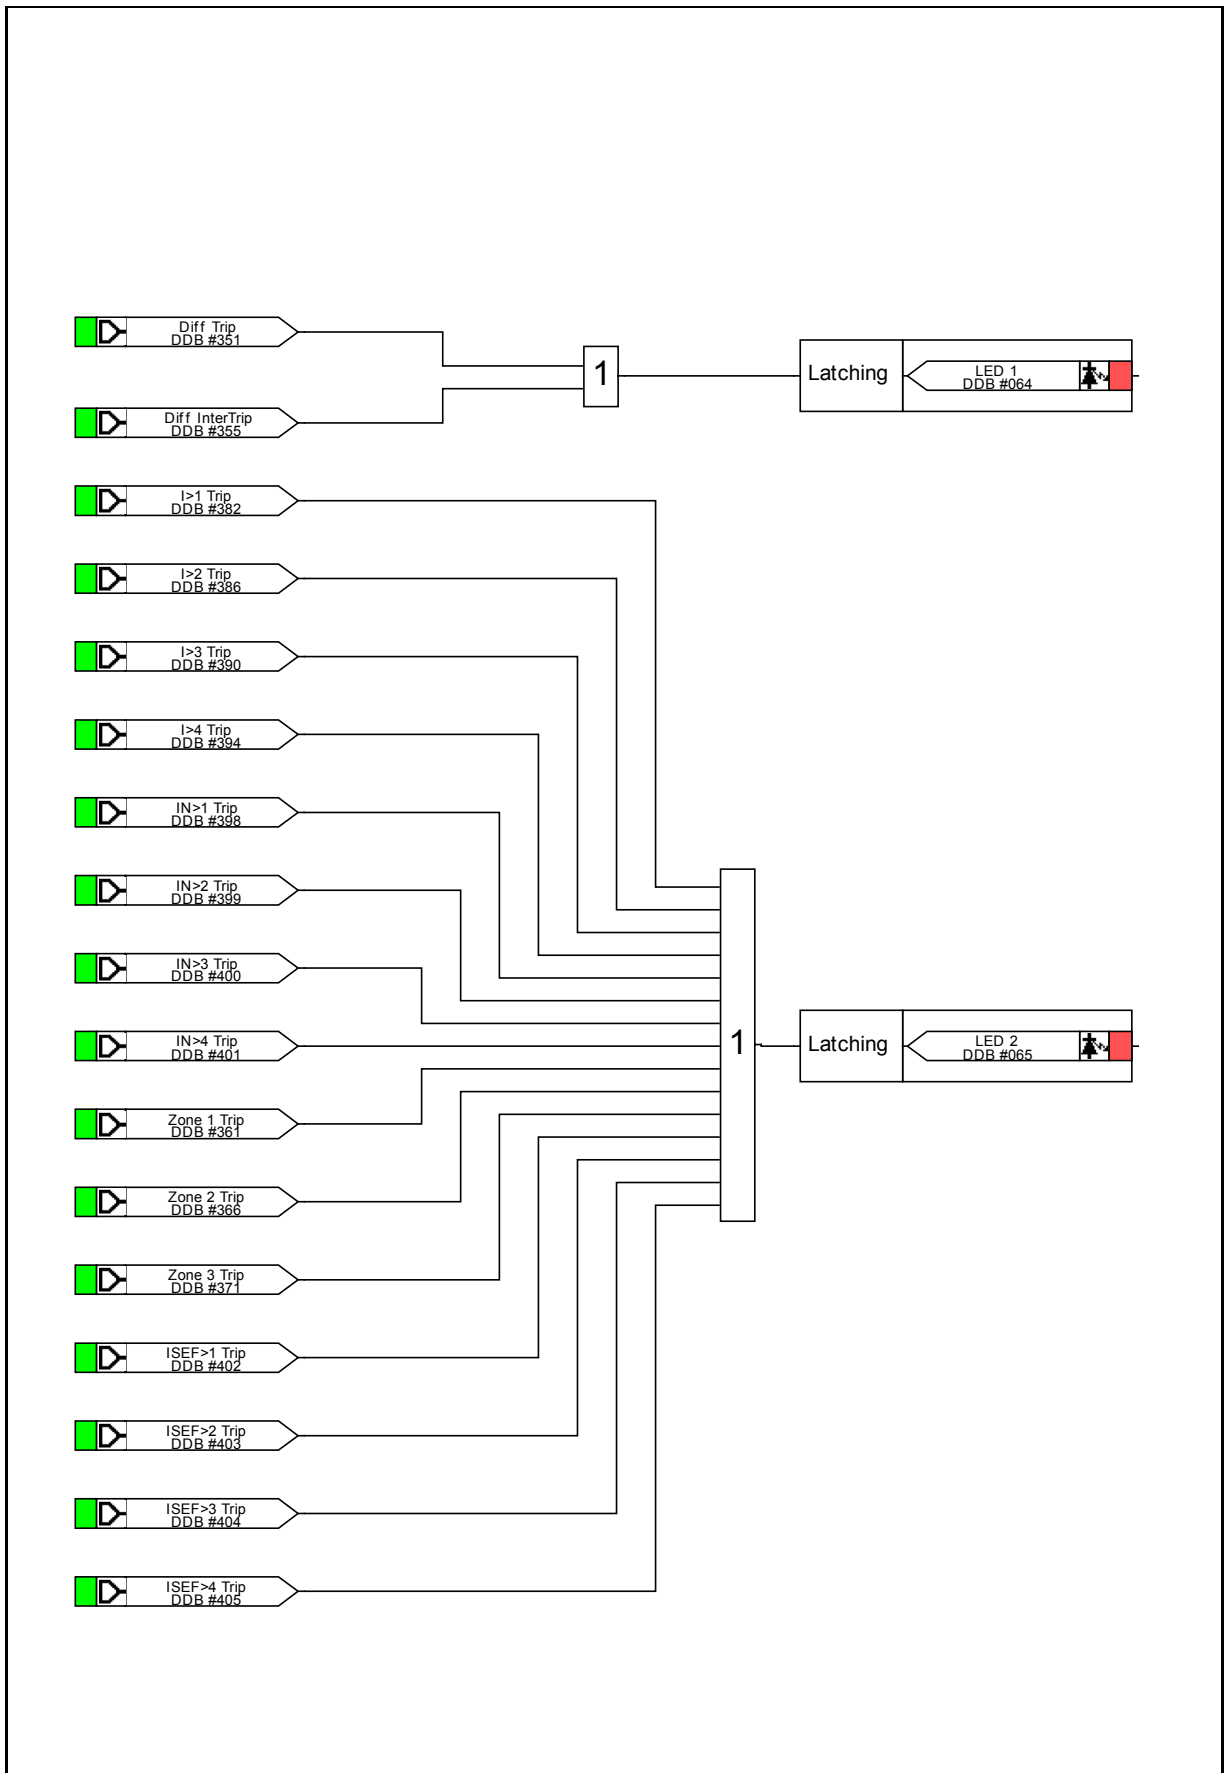 Diff Trip
DDB #351
1
Latching
LED 1
DDB #064
Diff InterTrip
DDB #355
I>1 Trip
DDB #382
I>2 Trip
DDB #386
I>3 Trip
DDB #390
I>4 Trip
DDB #394
IN>1 Trip
DDB #398
IN>2 Trip
DDB #399
IN>3 Trip
DDB #400
IN>4 Trip
DDB #401
1
Latching
LED 2
DDB #065
Zone 1 Trip
DDB #361
Zone 2 Trip
DDB #366
Zone 3 Trip
DDB #371
ISEF>1 Trip
DDB #402
ISEF>2 Trip
DDB #403
ISEF>3 Trip
DDB #404
ISEF>4 Trip
DDB #405